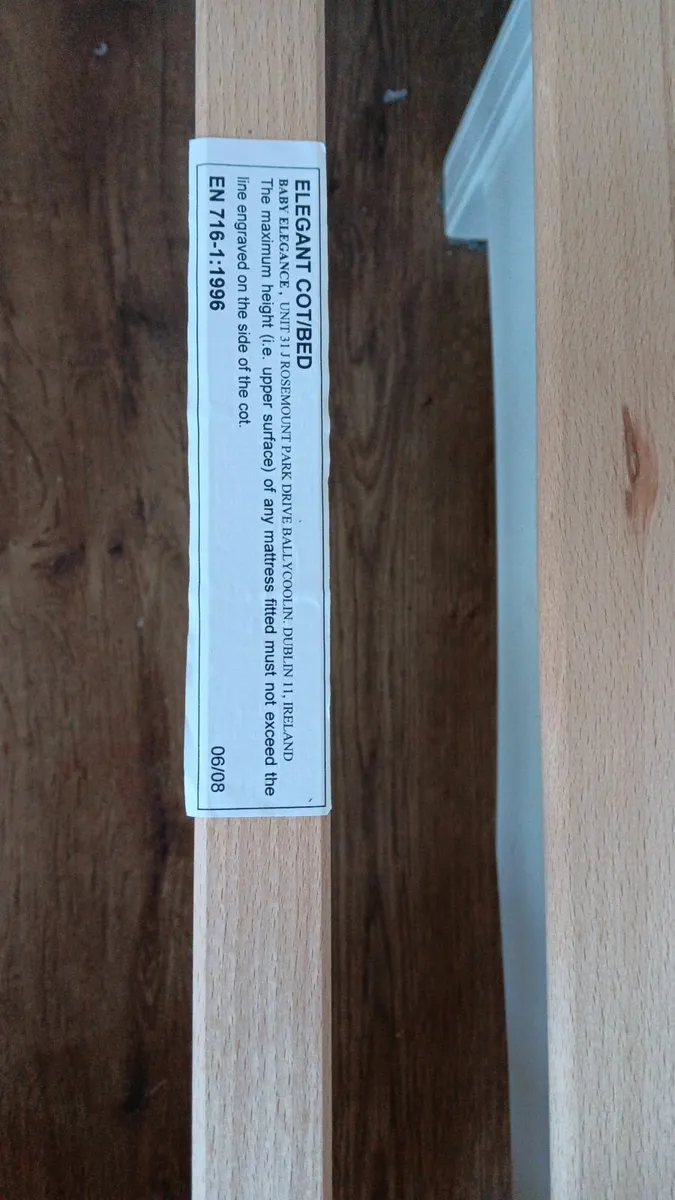 ELEGANT COT/BED
BABY ELEGANCE, UNIT 31 J ROSEMOUNT PARK DRIVE BALLYCOOLIN. DUBLIN 11, IRELAND
The maximum height (i.e. upper surface) of any mattress fitted must not exceed the
line engraved on the side of the cot.
EN 716-1:1996 06/08